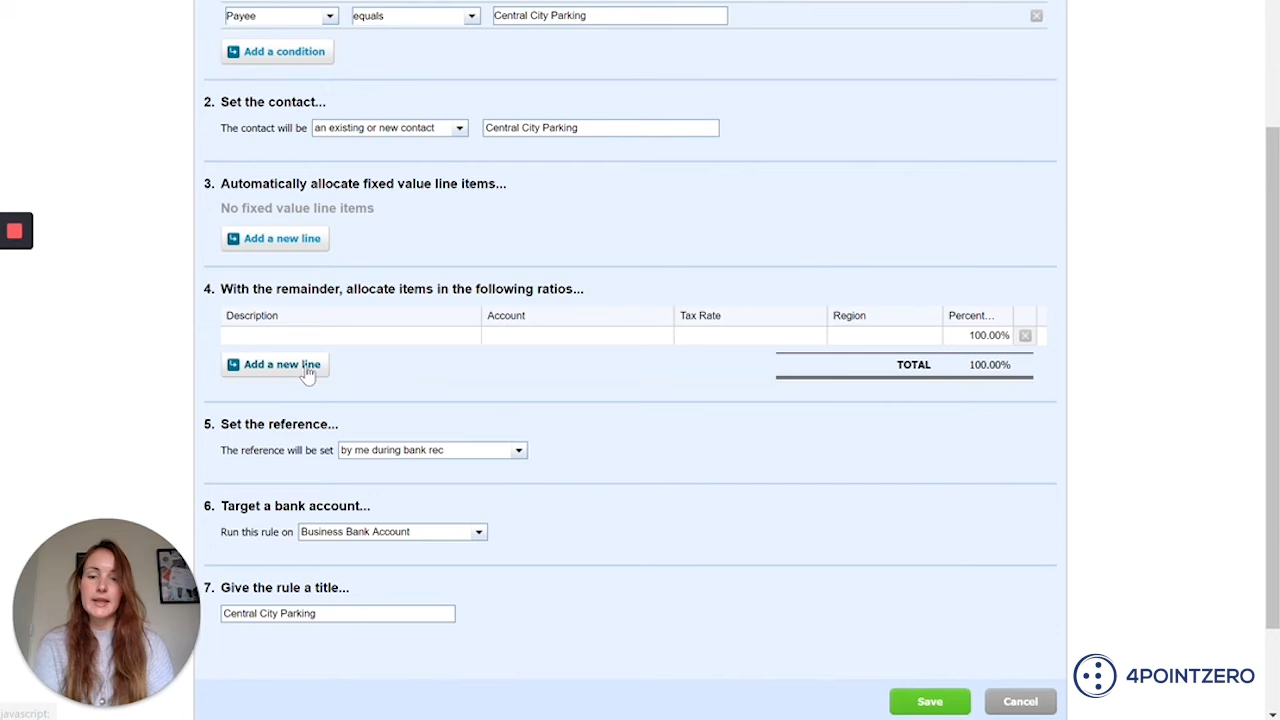 Payee equals Central City Parking
Add a condition
2. Set the contact...
The contact will be an existing or new contact Central City Parking
3. Automatically allocate fixed value line items...
No fixed value line items
Add a new line
4. With the remainder, allocate items in the following ratios...
Description Account Tax Rate Region Percent...
100.00%
Add a new line TOTAL 100.00%
5. Set the reference...
The reference will be set by me during bank rec
6. Target a bank account...
Run this rule on Business Bank Account
7. Give the rule a title...
Central City Parking
4POINTZERO
Save Cancel
javascript: